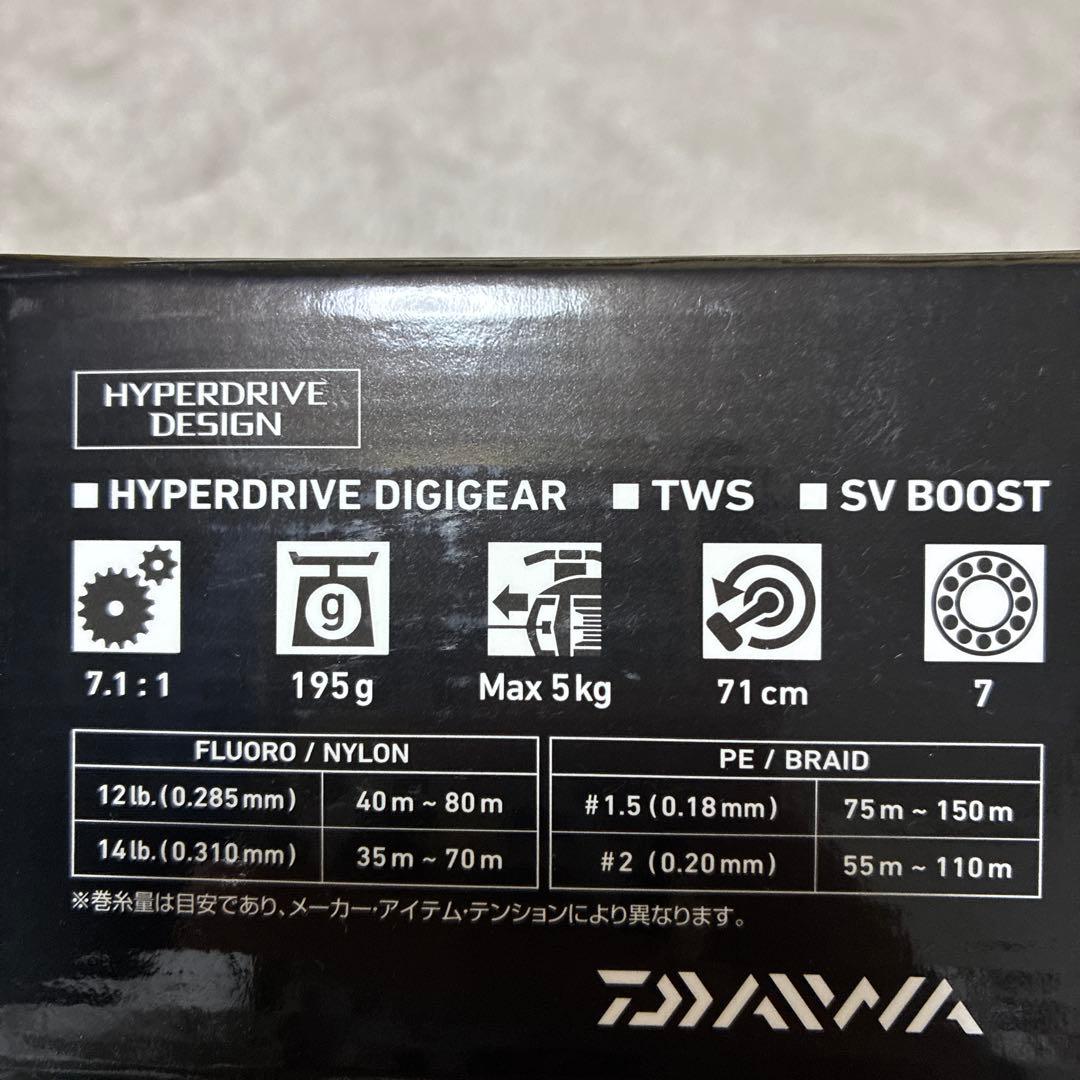 HYPERDRIVE
DESIGN
■ HYPERDRIVE DIGIGEAR ■ TWS ■ SV BOOST
g
7.1:1 195g Max 5kg 71cm 7
FLUORO / NYLON
12lb.(0.285mm) 40m ~ 80m
14lb.(0.310mm) 35m ~ 70m
PE / BRAID
#1.5 (0.18mm) 75m ~ 150m
#2 (0.20mm) 55m ~ 110m
※巻糸量は目安であり、メーカー・アイテム・テンションにより異なります。
DAIWA